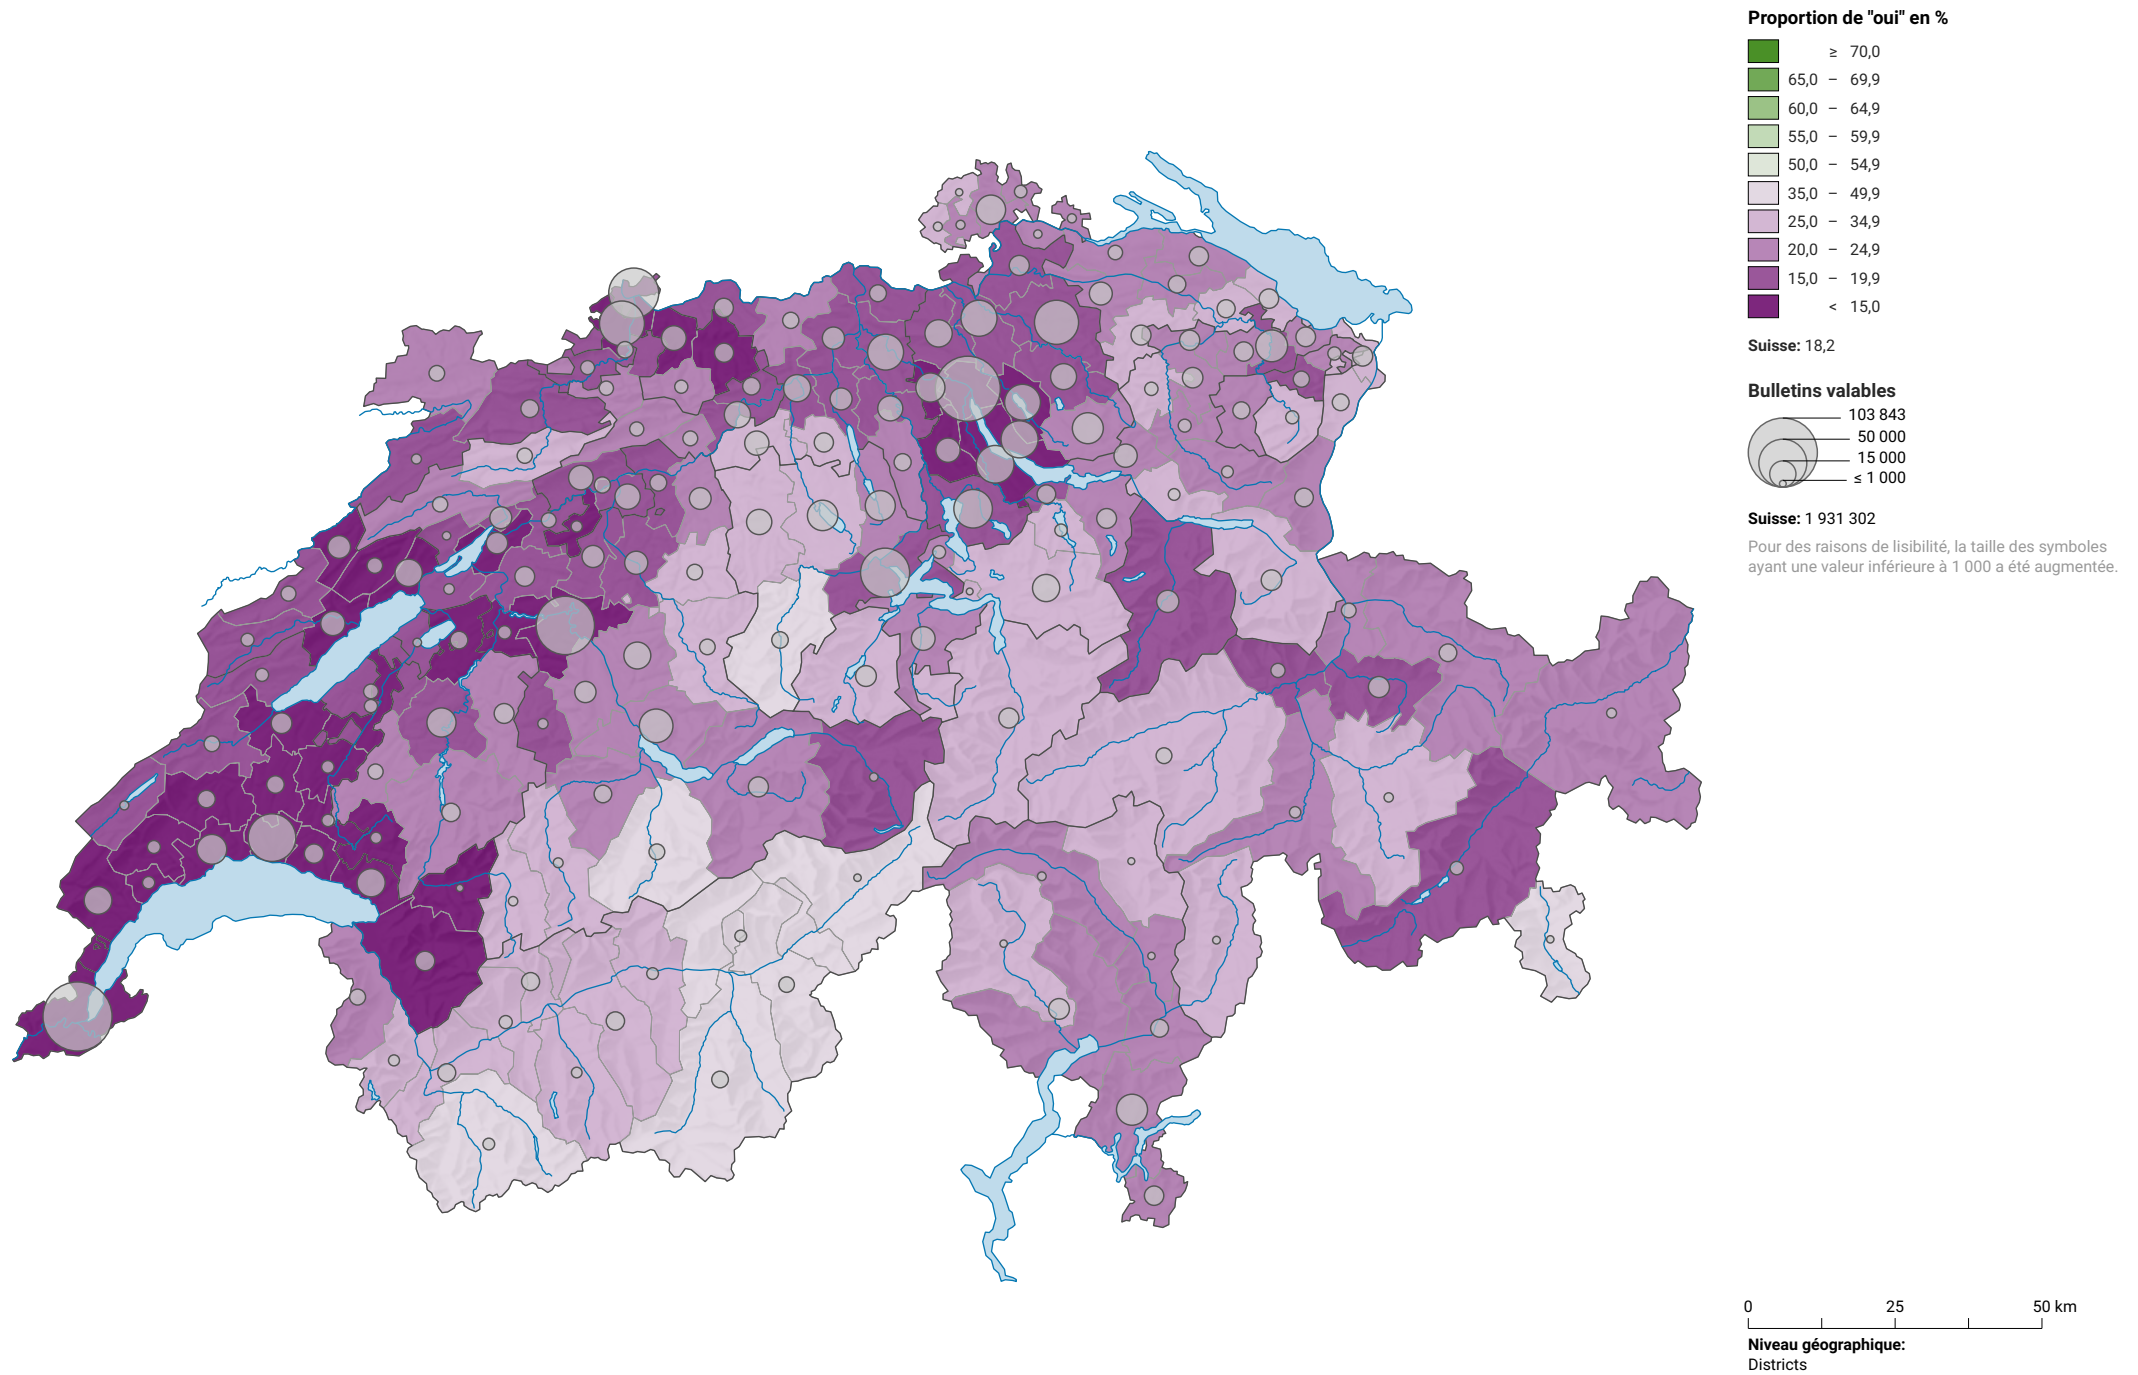 Proportion de "oui" en %
≥ 70,0
65,0 – 69,9
60,0 – 64,9
55,0 – 59,9
50,0 – 54,9
35,0 – 49,9
25,0 – 34,9
20,0 – 24,9
15,0 – 19,9
< 15,0
Suisse: 18,2
Bulletins valables
103 843
50 000
15 000
≤ 1 000
Suisse: 1 931 302
Pour des raisons de lisibilité, la taille des symboles
ayant une valeur inférieure à 1 000 a été augmentée.
0 25 50 km
Niveau géographique:
Districts